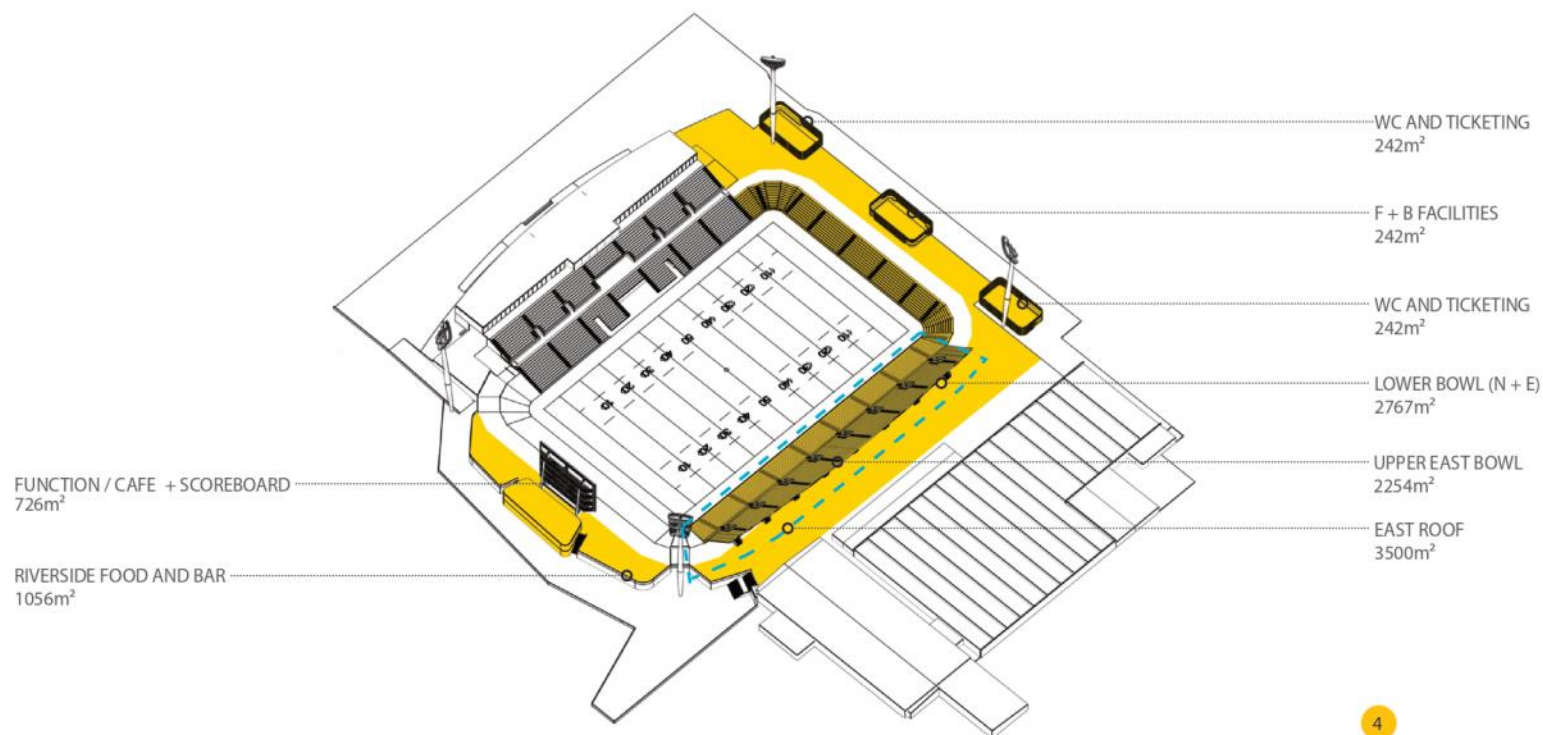 WC AND TICKETING
242m²
F + B FACILITIES
242m²
WC AND TICKETING
242m²
LOWER BOWL (N + E)
2767m²
UPPER EAST BOWL
2254m²
EAST ROOF
3500m²
FUNCTION / CAFE + SCOREBOARD
726m²
RIVERSIDE FOOD AND BAR
1056m²
4